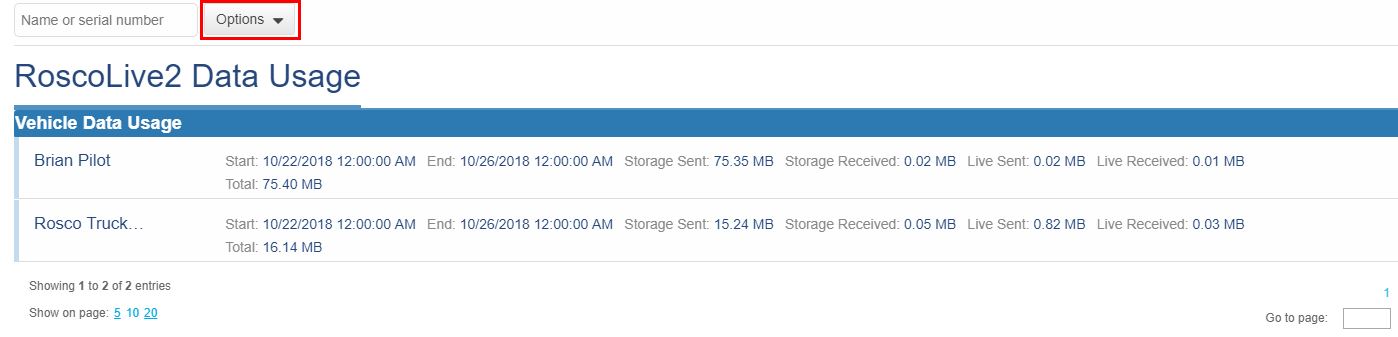 Name or serial number Options
RoscoLive2 Data Usage
Vehicle Data Usage
Brian Pilot Start: 10/22/2018 12:00:00 AM End: 10/26/2018 12:00:00 AM Storage Sent: 75.35 MB Storage Received: 0.02 MB Live Sent: 0.02 MB Live Received: 0.01 MB
Total: 75.40 MB
Rosco Truck… Start: 10/22/2018 12:00:00 AM End: 10/26/2018 12:00:00 AM Storage Sent: 15.24 MB Storage Received: 0.05 MB Live Sent: 0.82 MB Live Received: 0.03 MB
Total: 16.14 MB
Showing 1 to 2 of 2 entries
1
Show on page: 5 10 20
Go to page: